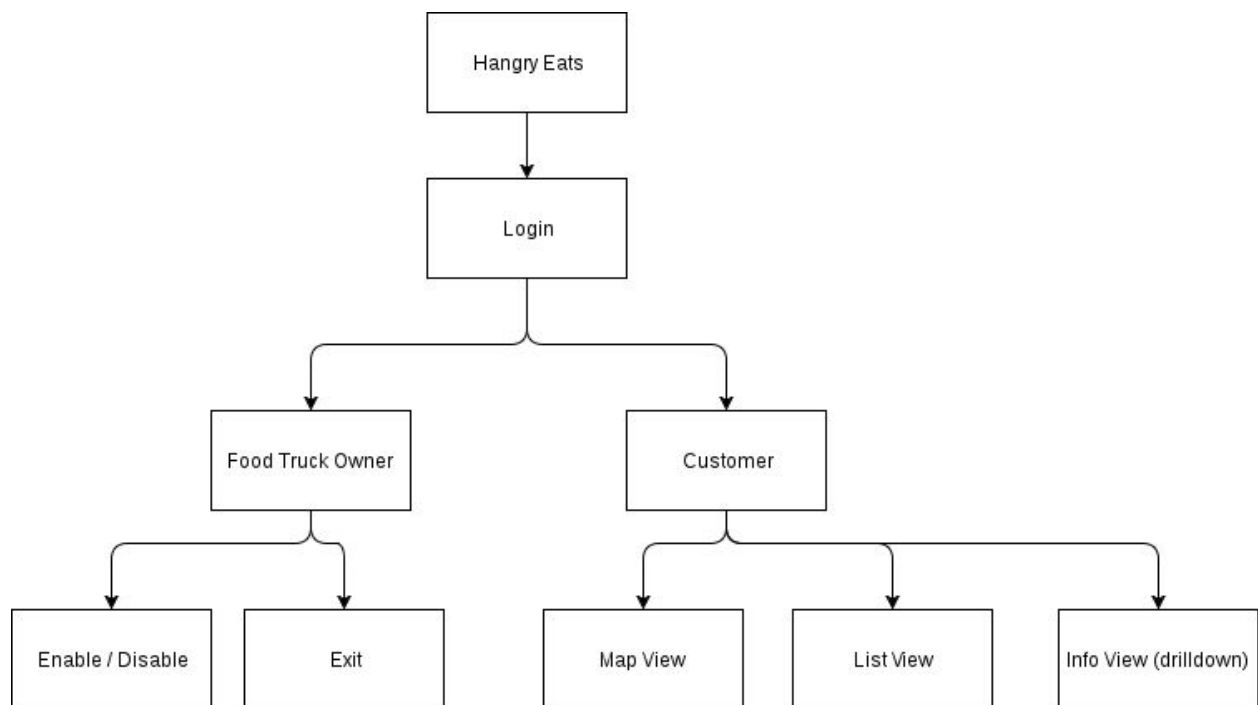 Hangry Eats
Login
Food Truck Owner
Customer
Enable / Disable
Exit
Map View
List View
Info View (drilldown)